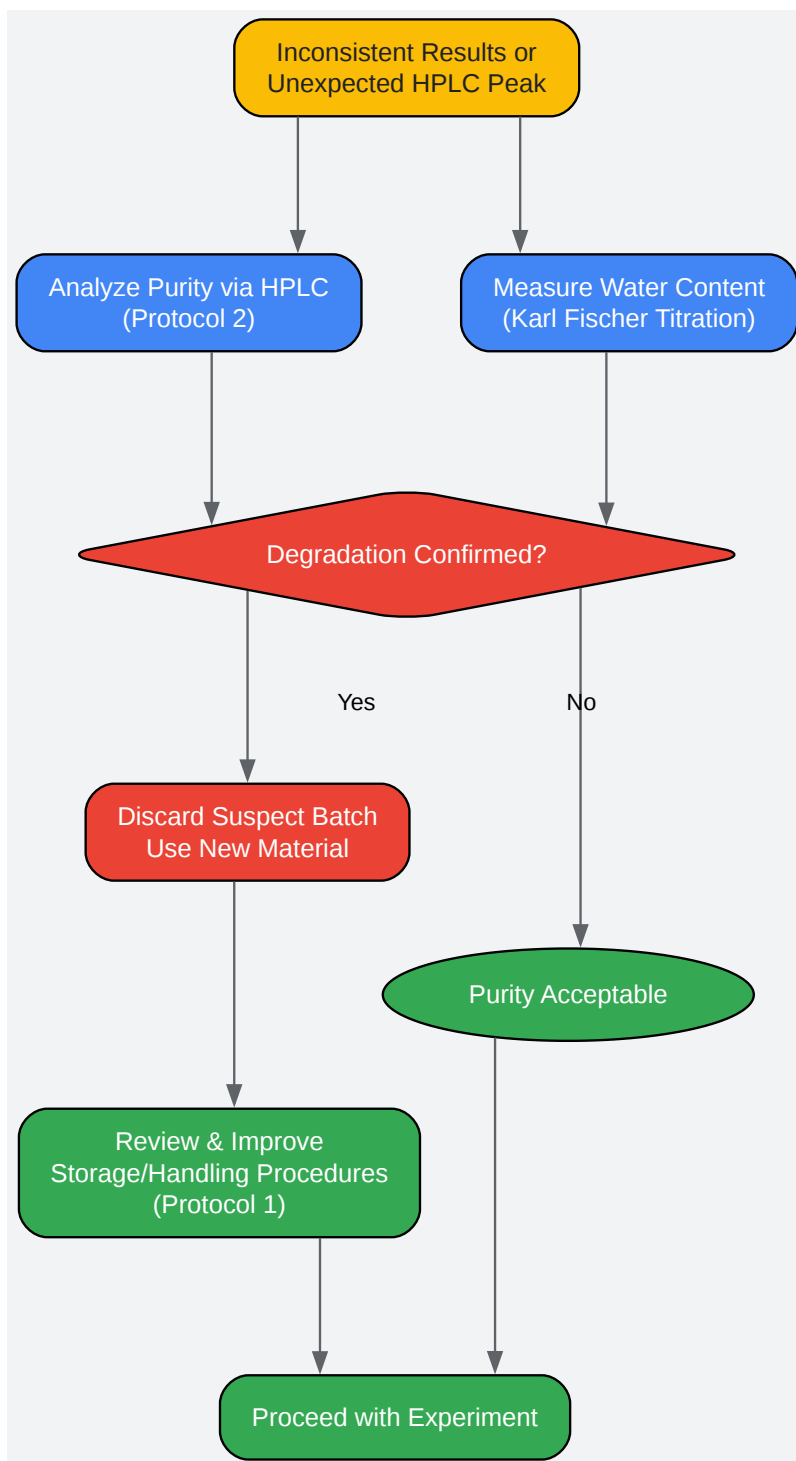 Inconsistent Results or
Unexpected HPLC Peak
Analyze Purity via HPLC
(Protocol 2)
Measure Water Content
(Karl Fischer Titration)
Degradation Confirmed?
Yes
No
Discard Suspect Batch
Use New Material
Purity Acceptable
Review & Improve
Storage/Handling Procedures
(Protocol 1)
Proceed with Experiment